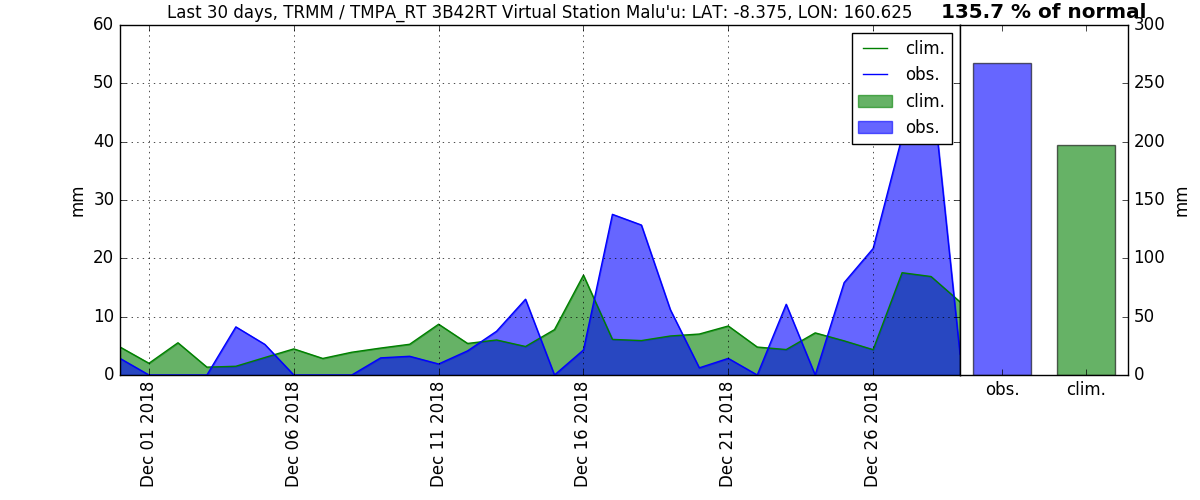 Last 30 days, TRMM / TMPA_RT 3B42RT Virtual Station Malu'u: LAT: -8.375, LON: 160.625
135.7 % of normal
60
50
40
30
20
10
0
mm
clim.
obs.
clim.
obs.
300
250
200
150
100
50
0
mm
Dec 01 2018
Dec 06 2018
Dec 11 2018
Dec 16 2018
Dec 21 2018
Dec 26 2018
obs.
clim.